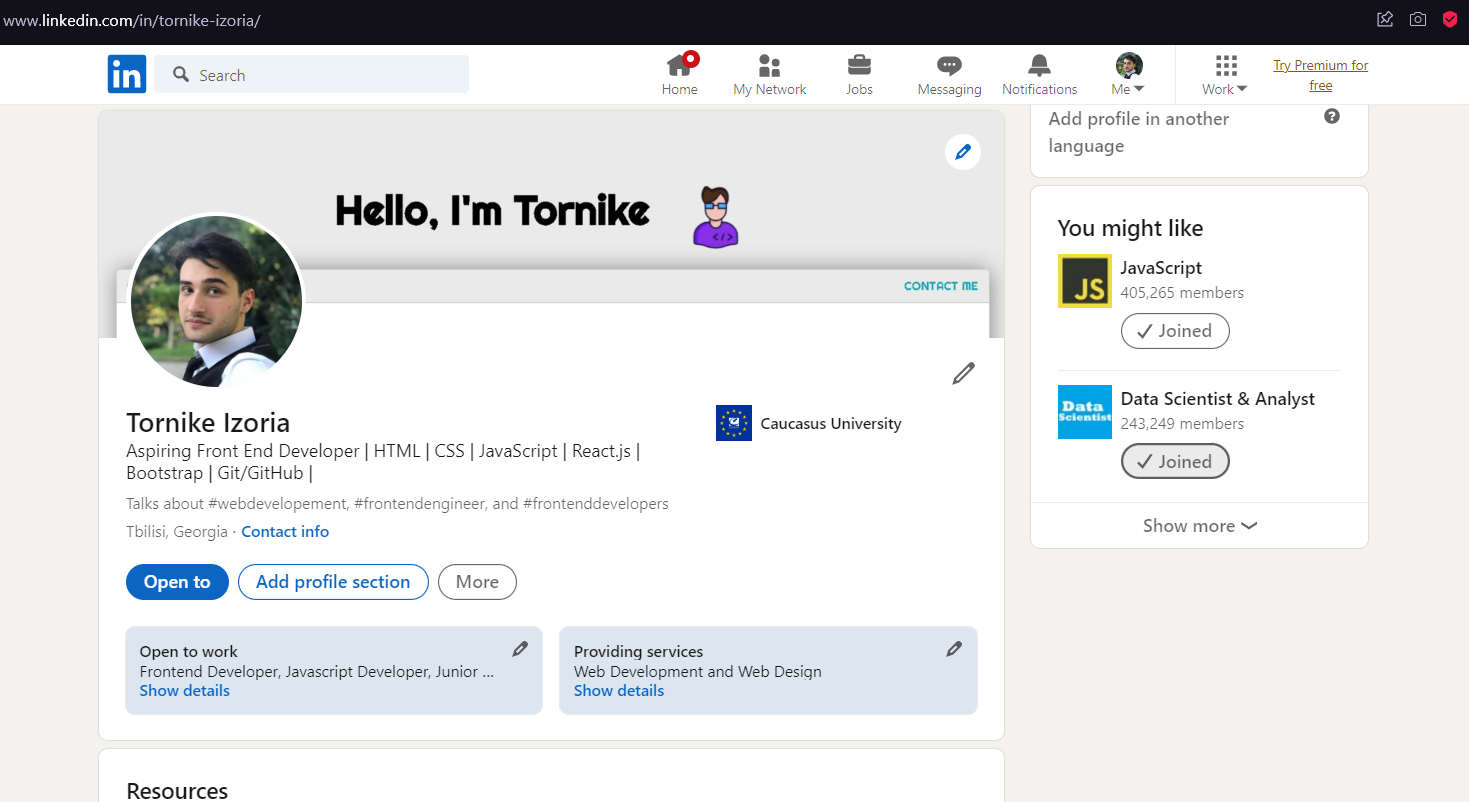 www.linkedin.com/in/tornike-izoria/
in
Search
Home
My Network
Jobs
Messaging
Notifications
Me
Work
Try Premium for
free
Hello, I'm Tornike
</>
CONTACT ME
Tornike Izoria
Aspiring Front End Developer | HTML | CSS | JavaScript | React.js |
Bootstrap | Git/GitHub |
Talks about #webdevelopement, #frontendengineer, and #frontenddevelopers
Tbilisi, Georgia · Contact info
Caucasus University
Open to
Add profile section
More
Open to work
Frontend Developer, Javascript Developer, Junior ...
Show details
Providing services
Web Development and Web Design
Show details
Resources
Add profile in another
language
?
You might like
JS
JavaScript
405,265 members
Joined
Data
Scientist
Data Scientist & Analyst
243,249 members
Joined
Show more